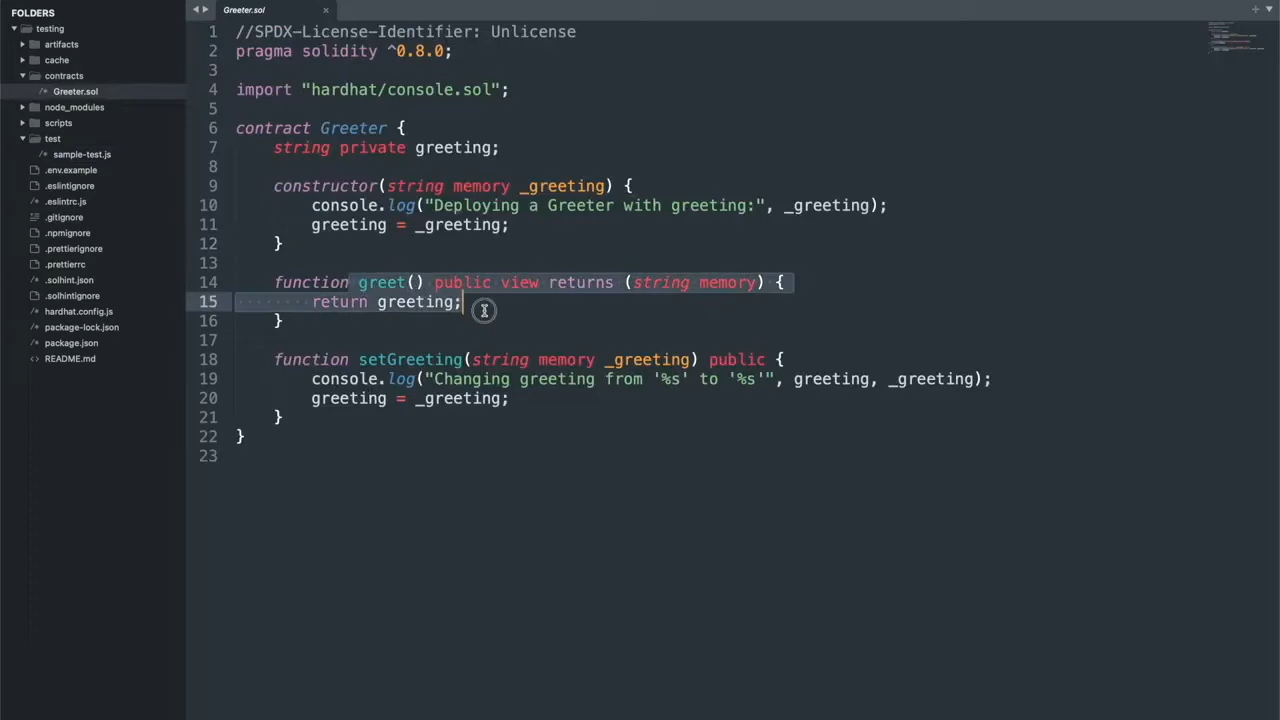 FOLDERS
testing
artifacts
cache
contracts
/* Greeter.sol
node_modules
scripts
test
/* sample-test.js
.env.example
.eslintignore
/* .eslintrc.js
.gitignore
.npmignore
.prettierignore
.prettierrc
/* .solhint.json
.solhintignore
/* hardhat.config.js
/* package-lock.json
/* package.json
<> README.md
Greeter.sol ×
1 //SPDX-License-Identifier: Unlicense
2 pragma solidity ^0.8.0;
3
4 import "hardhat/console.sol";
5
6 contract Greeter {
7     string private greeting;
8
9     constructor(string memory _greeting) {
10         console.log("Deploying a Greeter with greeting:", _greeting);
11         greeting = _greeting;
12     }
13
14     function greet() public view returns (string memory) {
15         return greeting;
16     }
17
18     function setGreeting(string memory _greeting) public {
19         console.log("Changing greeting from '%s' to '%s'", greeting, _greeting);
20         greeting = _greeting;
21     }
22 }
23